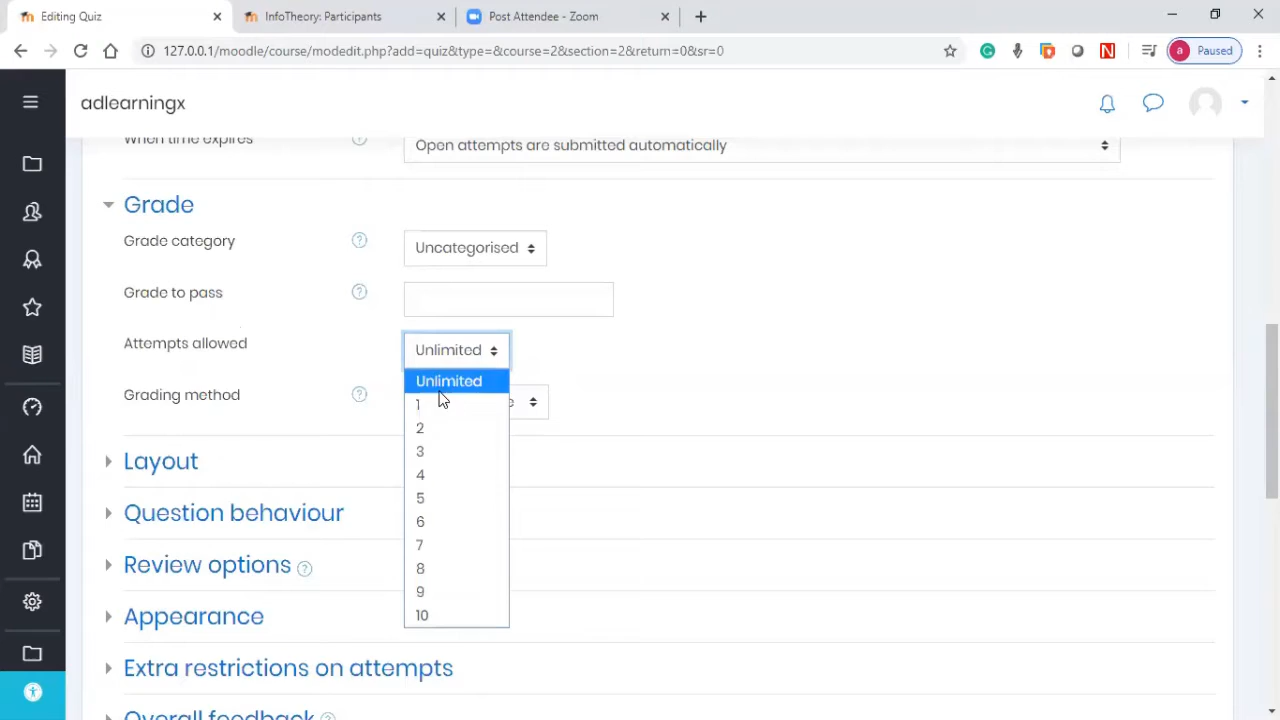 Editing Quiz
InfoTheory: Participants
Post Attendee - Zoom
127.0.0.1/moodle/course/modedit.php?add=quiz&type=&course=2&section=2&return=0&sr=0
a Paused
adlearningx
When time expires
Open attempts are submitted automatically
Grade
Grade category
Uncategorised
Grade to pass
Attempts allowed
Unlimited
Unlimited
Grading method
1
2
3
4
5
6
7
8
9
10
Layout
Question behaviour
Review options
Appearance
Extra restrictions on attempts
Overall feedback